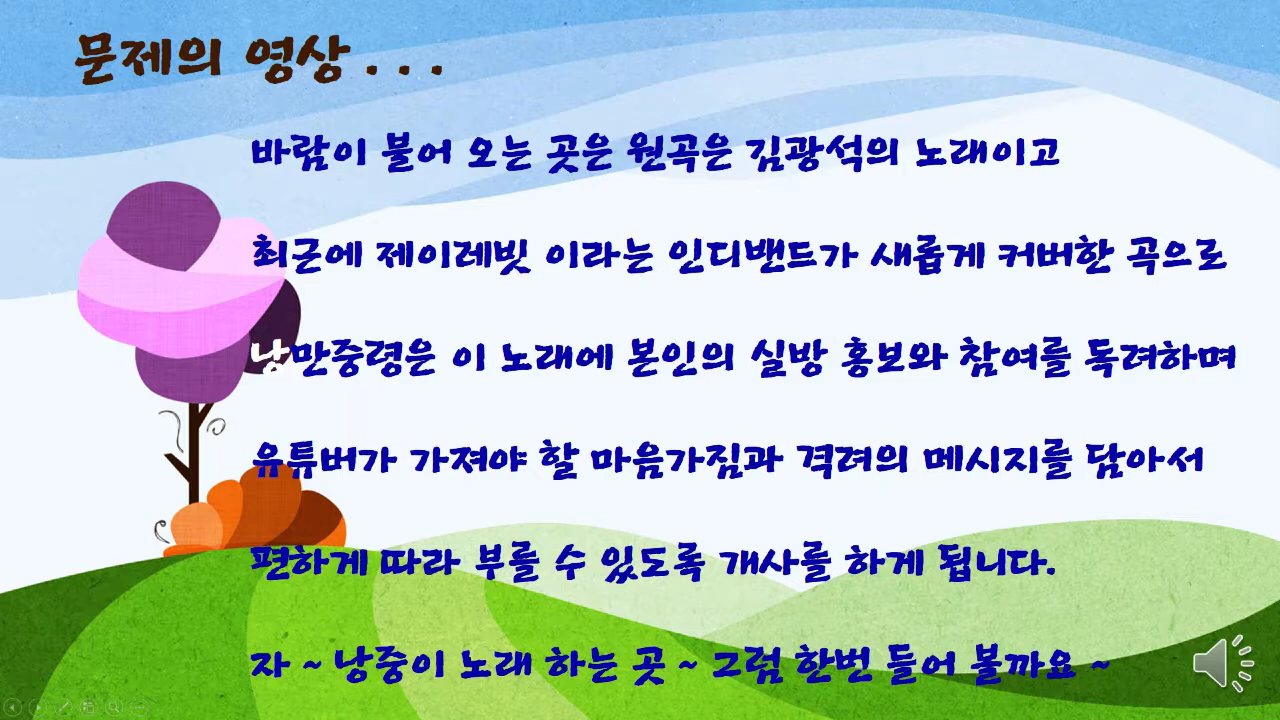 문제의 영상 . . .
바람이 불어 오는 곳은 원곡은 김광석의 노래이고
최근에 제이레빗 이라는 인디밴드가 새롭게 커버한 곡으로
낭만중령은 이 노래에 본인의 실방 홍보와 참여를 독려하며
유튜버가 가져야 할 마음가짐과 격려의 메시지를 담아서
편하게 따라 부를 수 있도록 개사를 하게 됩니다.
자 ~ 낭중이 노래 하는 곳 ~ 그럼 한번 들어 볼까요 ~